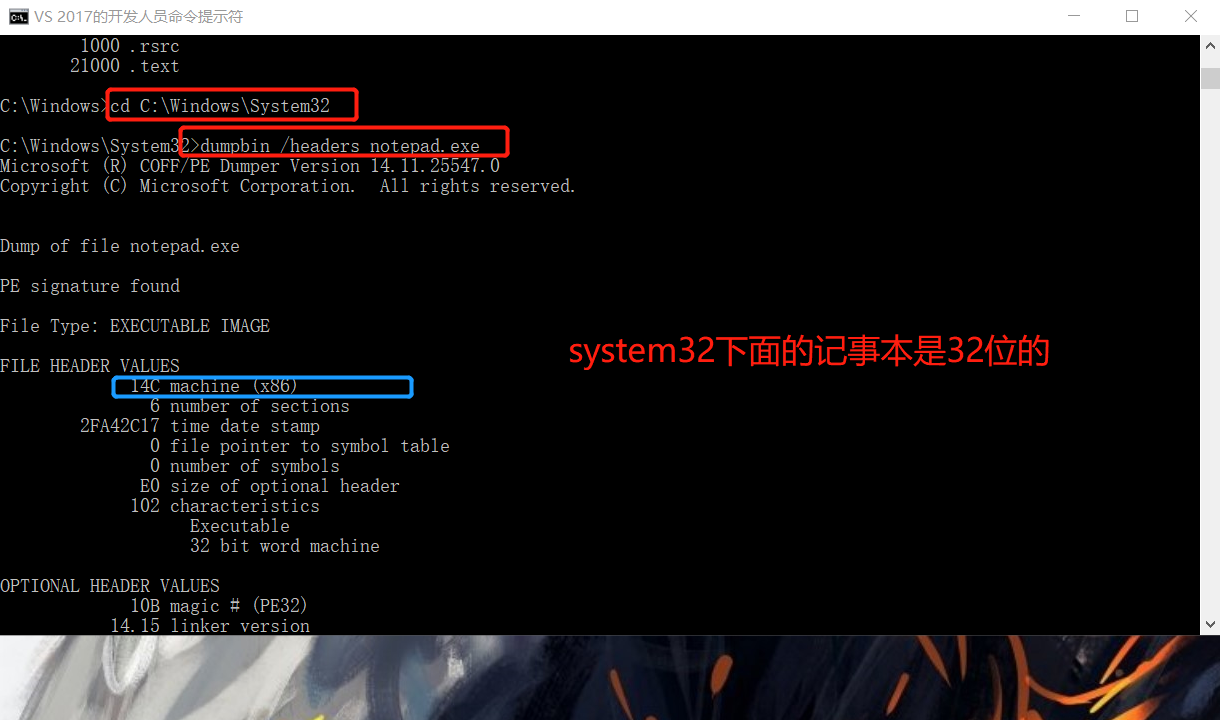 VS 2017的开发人员命令提示符
1000 .rsrc
21000 .text
C:\Windows>cd C:\Windows\System32
C:\Windows\System32>dumpbin /headers notepad.exe
Microsoft (R) COFF/PE Dumper Version 14.11.25547.0
Copyright (C) Microsoft Corporation.  All rights reserved.
Dump of file notepad.exe
PE signature found
File Type: EXECUTABLE IMAGE
system32下面的记事本是32位的
FILE HEADER VALUES
14C machine (x86)
6 number of sections
2FA42C17 time date stamp
0 file pointer to symbol table
0 number of symbols
E0 size of optional header
102 characteristics
Executable
32 bit word machine
OPTIONAL HEADER VALUES
10B magic # (PE32)
14.15 linker version